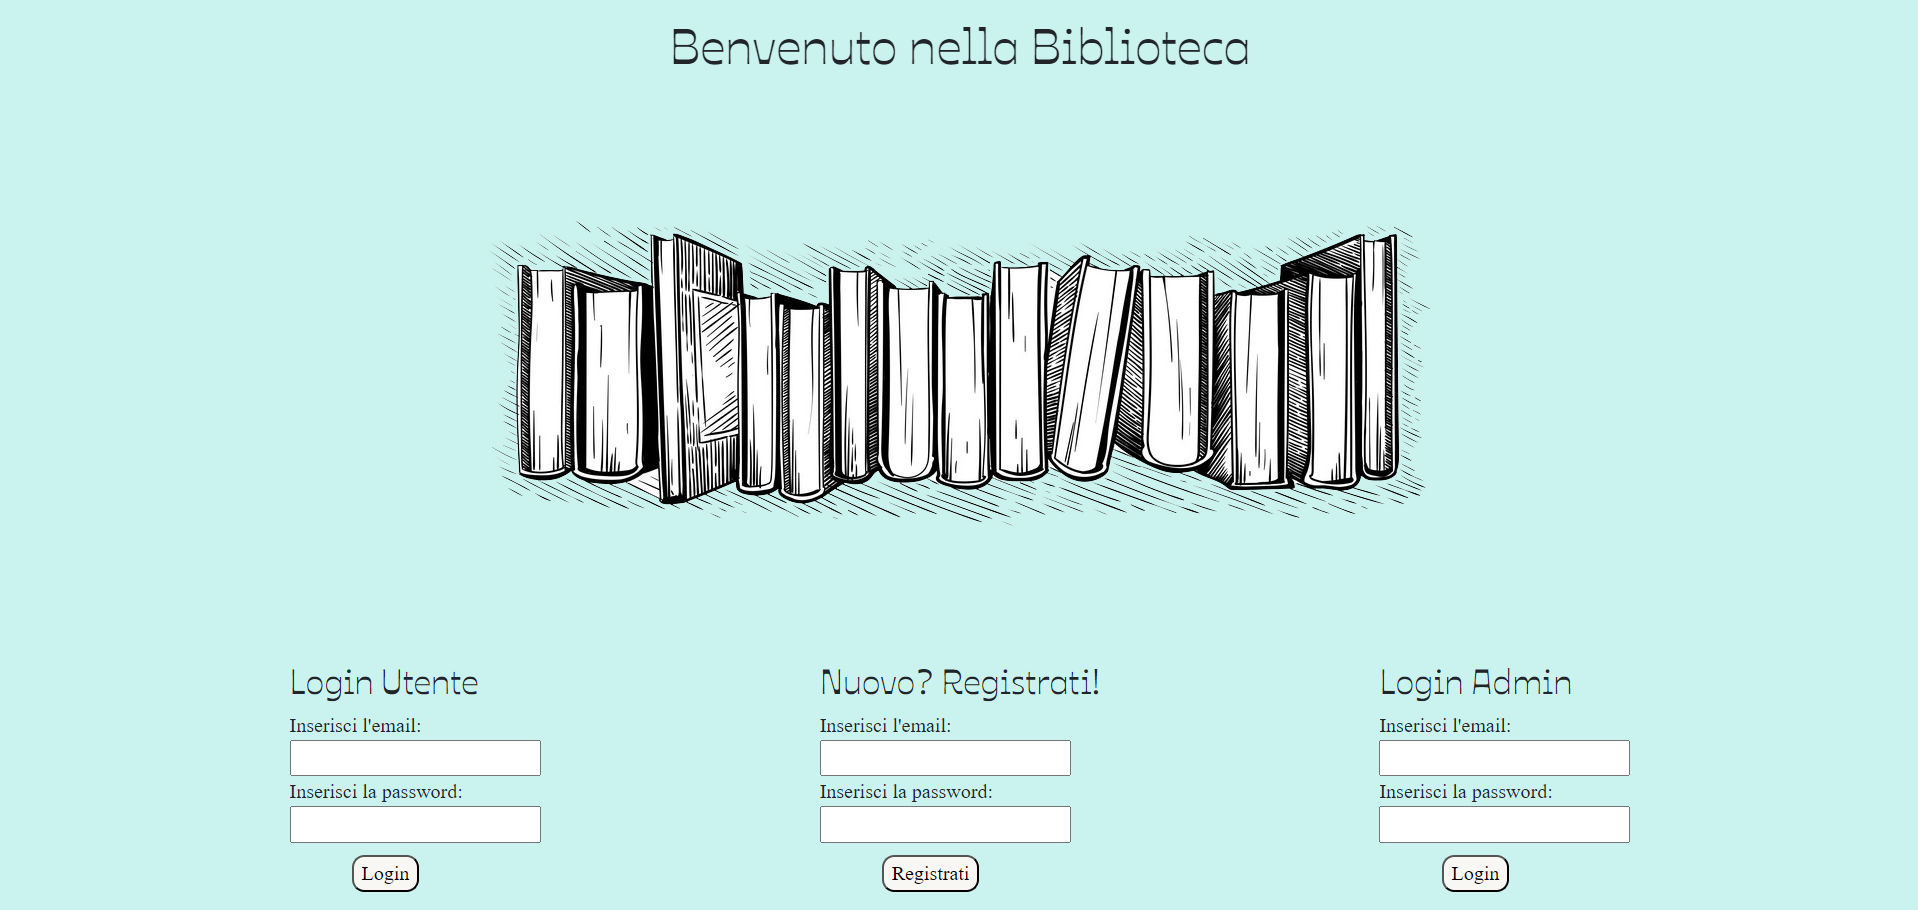 Benvenuto nella Biblioteca
Login Utente
Inserisci l'email:
Inserisci la password:
Login
Nuovo? Registrati!
Inserisci l'email:
Inserisci la password:
Registrati
Login Admin
Inserisci l'email:
Inserisci la password:
Login